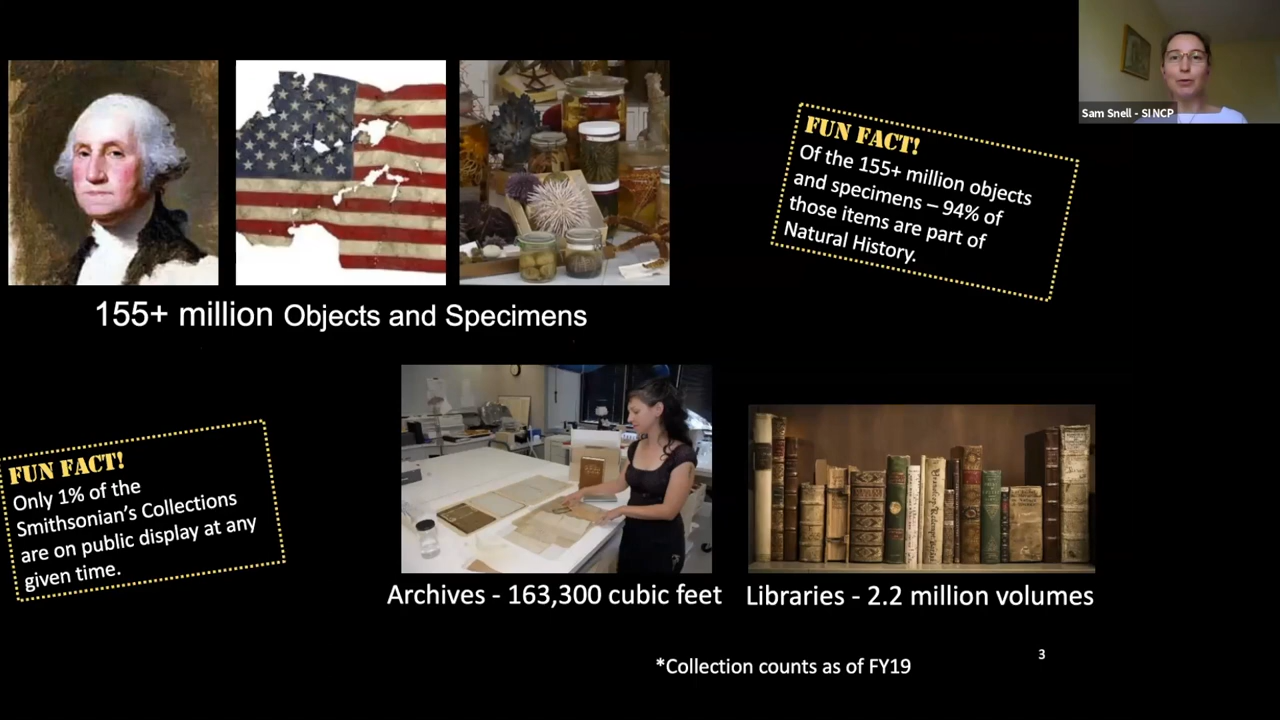 Sam Snell - SI NCP
FUN FACT!
Of the 155+ million objects
and specimens – 94% of
those items are part of
Natural History.
155+ million Objects and Specimens
FUN FACT!
Only 1% of the
Smithsonian's Collections
are on public display at any
given time.
Archives - 163,300 cubic feet
Libraries - 2.2 million volumes
*Collection counts as of FY19
3